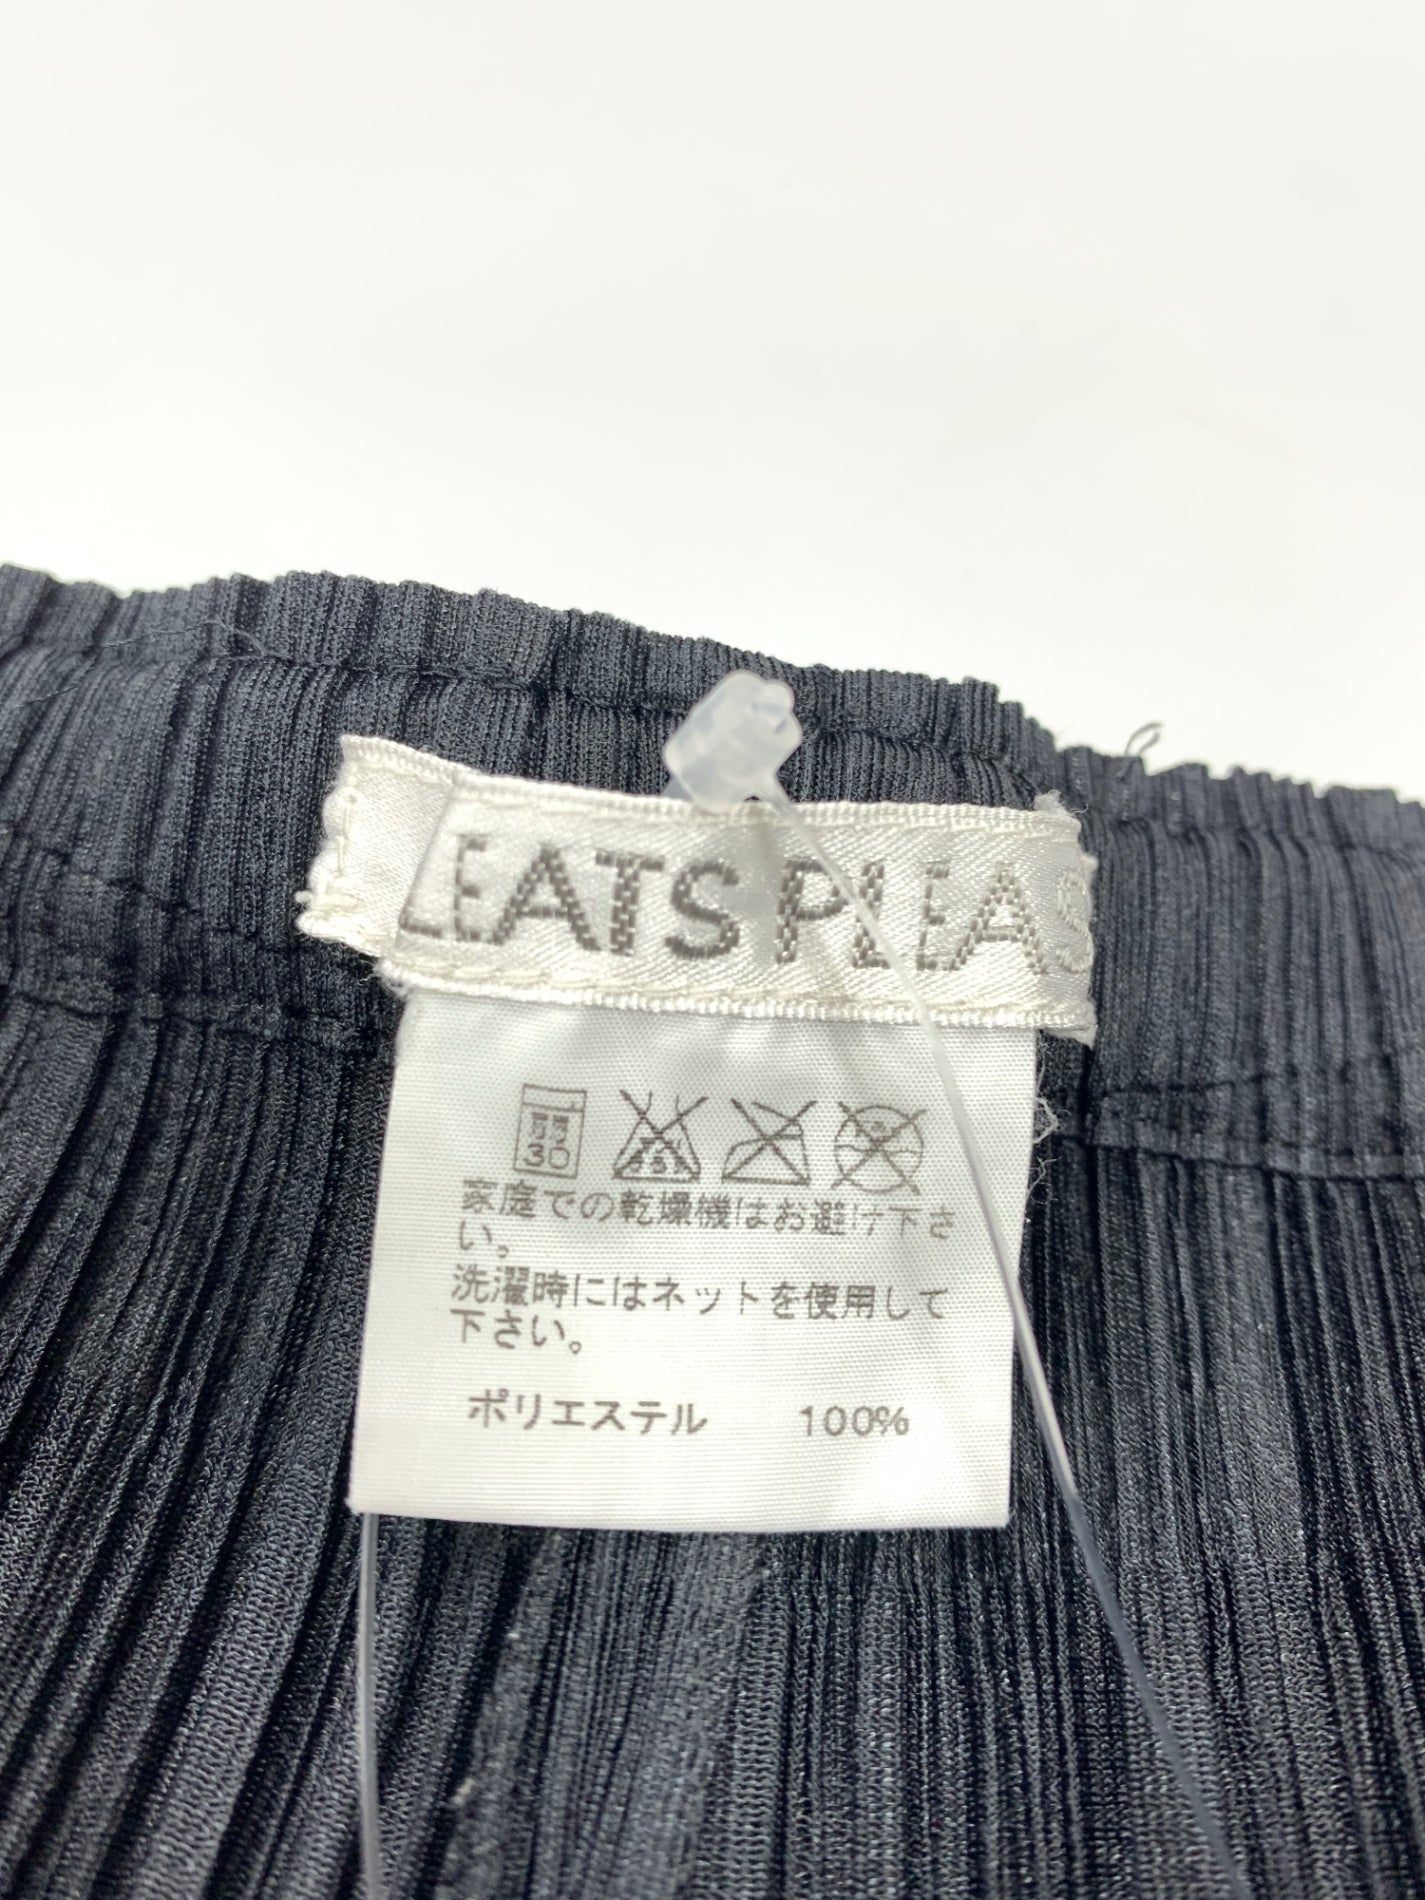 LEATS PLEAS
30
家庭での乾燥機はお避け下さ
い。
洗濯時にはネットを使用して
下さい。
ポリエステル 100%